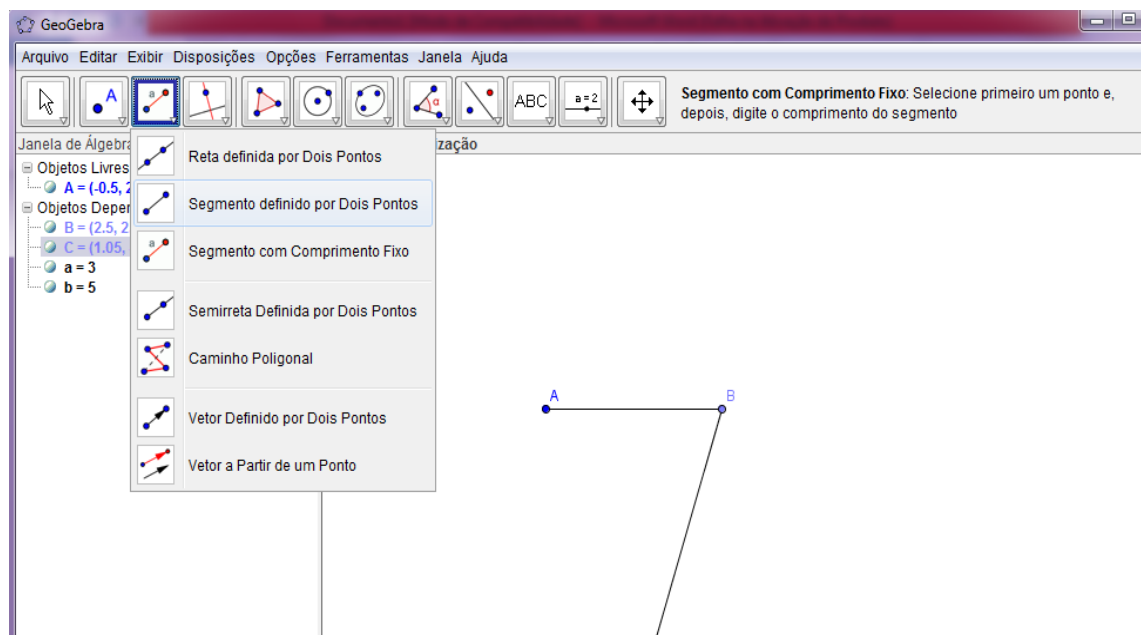 GeoGebra
Arquivo Editar Exibir Disposições Opções Ferramentas Janela Ajuda
A
a
α
ABC
a=2
Segmento com Comprimento Fixo: Selecione primeiro um ponto e,
depois, digite o comprimento do segmento
Janela de Álgebra
ização
Objetos Livres
A = (-0.5, 2
Objetos Deper
B = (2.5, 2
C = (1.05,
a = 3
b = 5
Reta definida por Dois Pontos
Segmento definido por Dois Pontos
a
Segmento com Comprimento Fixo
Semirreta Definida por Dois Pontos
Caminho Poligonal
Vetor Definido por Dois Pontos
Vetor a Partir de um Ponto
A
B